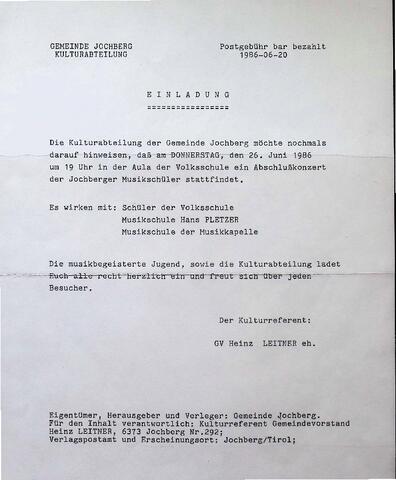 GEMEINDE JOCHBERG
KULTURABTEILUNG
Postgebühr bar bezahlt
1986-06-20
E I N L A D U N G
=================
Die Kulturabteilung der Gemeinde Jochberg möchte nochmals
darauf hinweisen, daß am DONNERSTAG, den 26. Juni 1986
um 19 Uhr in der Aula der Volksschule ein Abschlußkonzert
der Jochberger Musikschüler stattfindet.
Es wirken mit: Schüler der Volksschule
Musikschule Hans PLETZER
Musikschule der Musikkapelle
Die musikbegeisterte Jugend, sowie die Kulturabteilung ladet
Euch alle recht herzlich ein und freut sich über jeden
Besucher.
Der Kulturreferent:
GV Heinz LEITNER eh.
Eigentümer, Herausgeber und Verleger: Gemeinde Jochberg.
Für den Inhalt verantwortlich: Kulturreferent Gemeindevorstand
Heinz LEITNER, 6373 Jochberg Nr.292;
Verlagspostamt und Erscheinungsort: Jochberg/Tirol;